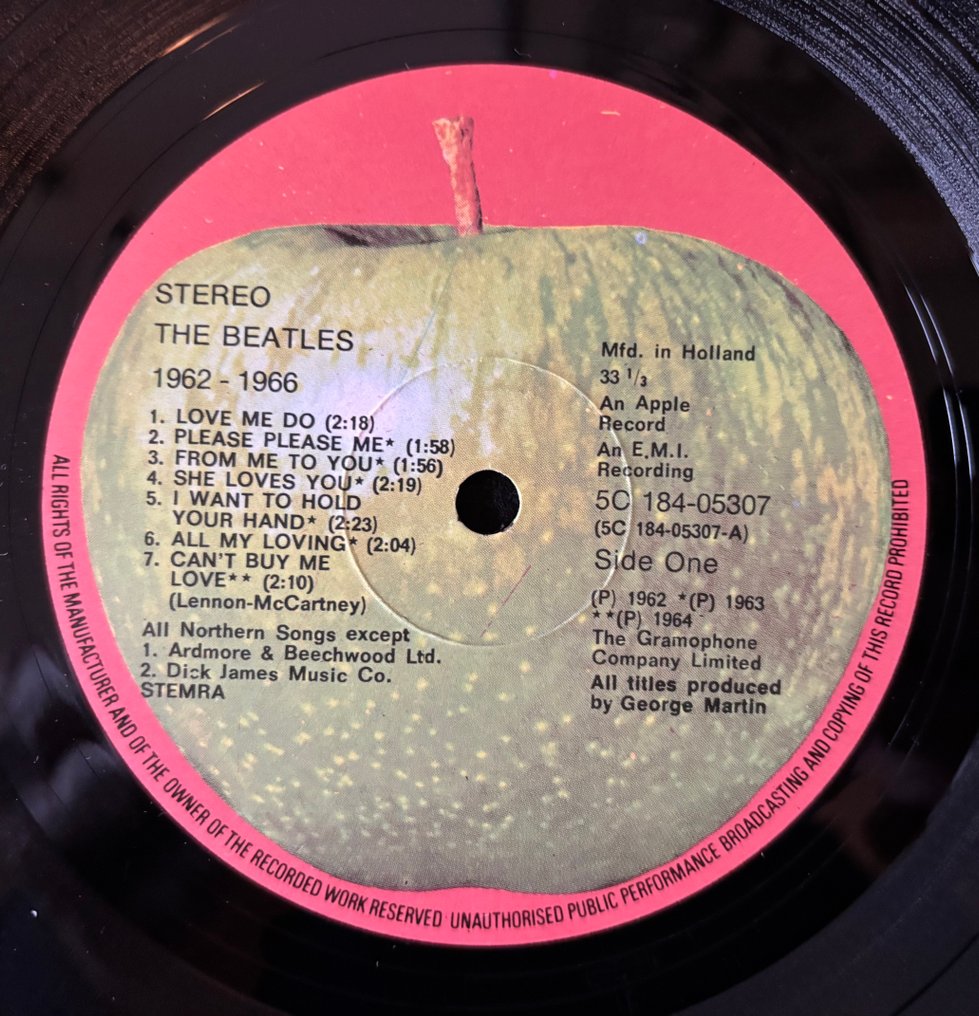 STEREO
THE BEATLES
1962 - 1966
1. LOVE ME DO (2:18)
2. PLEASE PLEASE ME* (1:58)
3. FROM ME TO YOU* (1:56)
4. SHE LOVES YOU* (2:19)
5. I WANT TO HOLD
YOUR HAND* (2:23)
6. ALL MY LOVING* (2:04)
7. CAN'T BUY ME
LOVE** (2:10)
(Lennon-McCartney)
All Northern Songs except
1. Ardmore & Beechwood Ltd.
2. Dick James Music Co.
STEMRA
Mfd. in Holland
33 1/3
An Apple
Record
An E.M.I.
Recording
5C 184-05307
(5C 184-05307-A)
Side One
(P) 1962 *(P) 1963
**(P) 1964
The Gramophone
Company Limited
All titles produced
by George Martin
ALL RIGHTS OF THE MANUFACTURER AND OF THE OWNER OF THE RECORDED WORK RESERVED UNAUTHORISED PUBLIC PERFORMANCE BROADCASTING AND COPYING OF THIS RECORD PROHIBITED